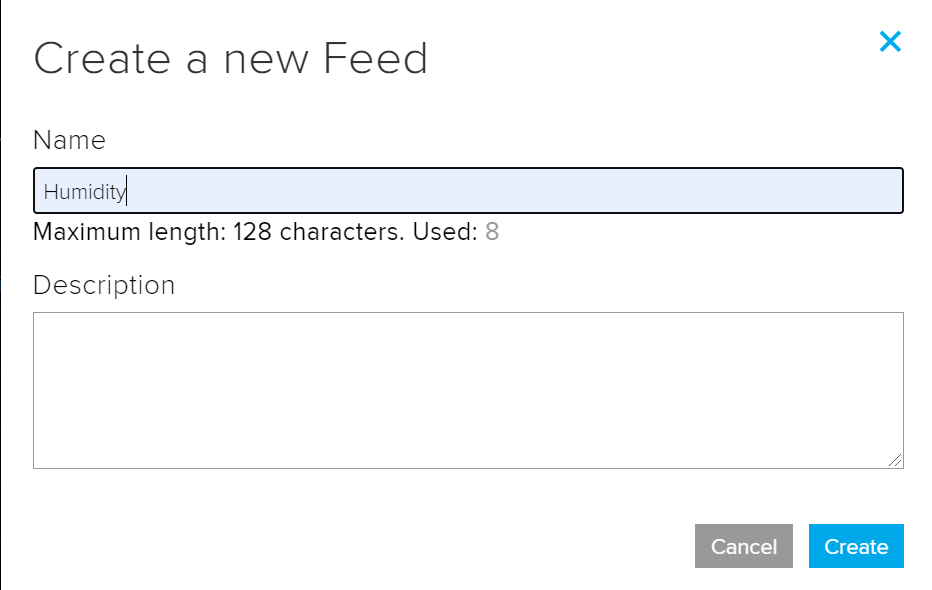 Create a new Feed
Name
Humidity
Maximum length: 128 characters. Used: 8
Description
Cancel
Create